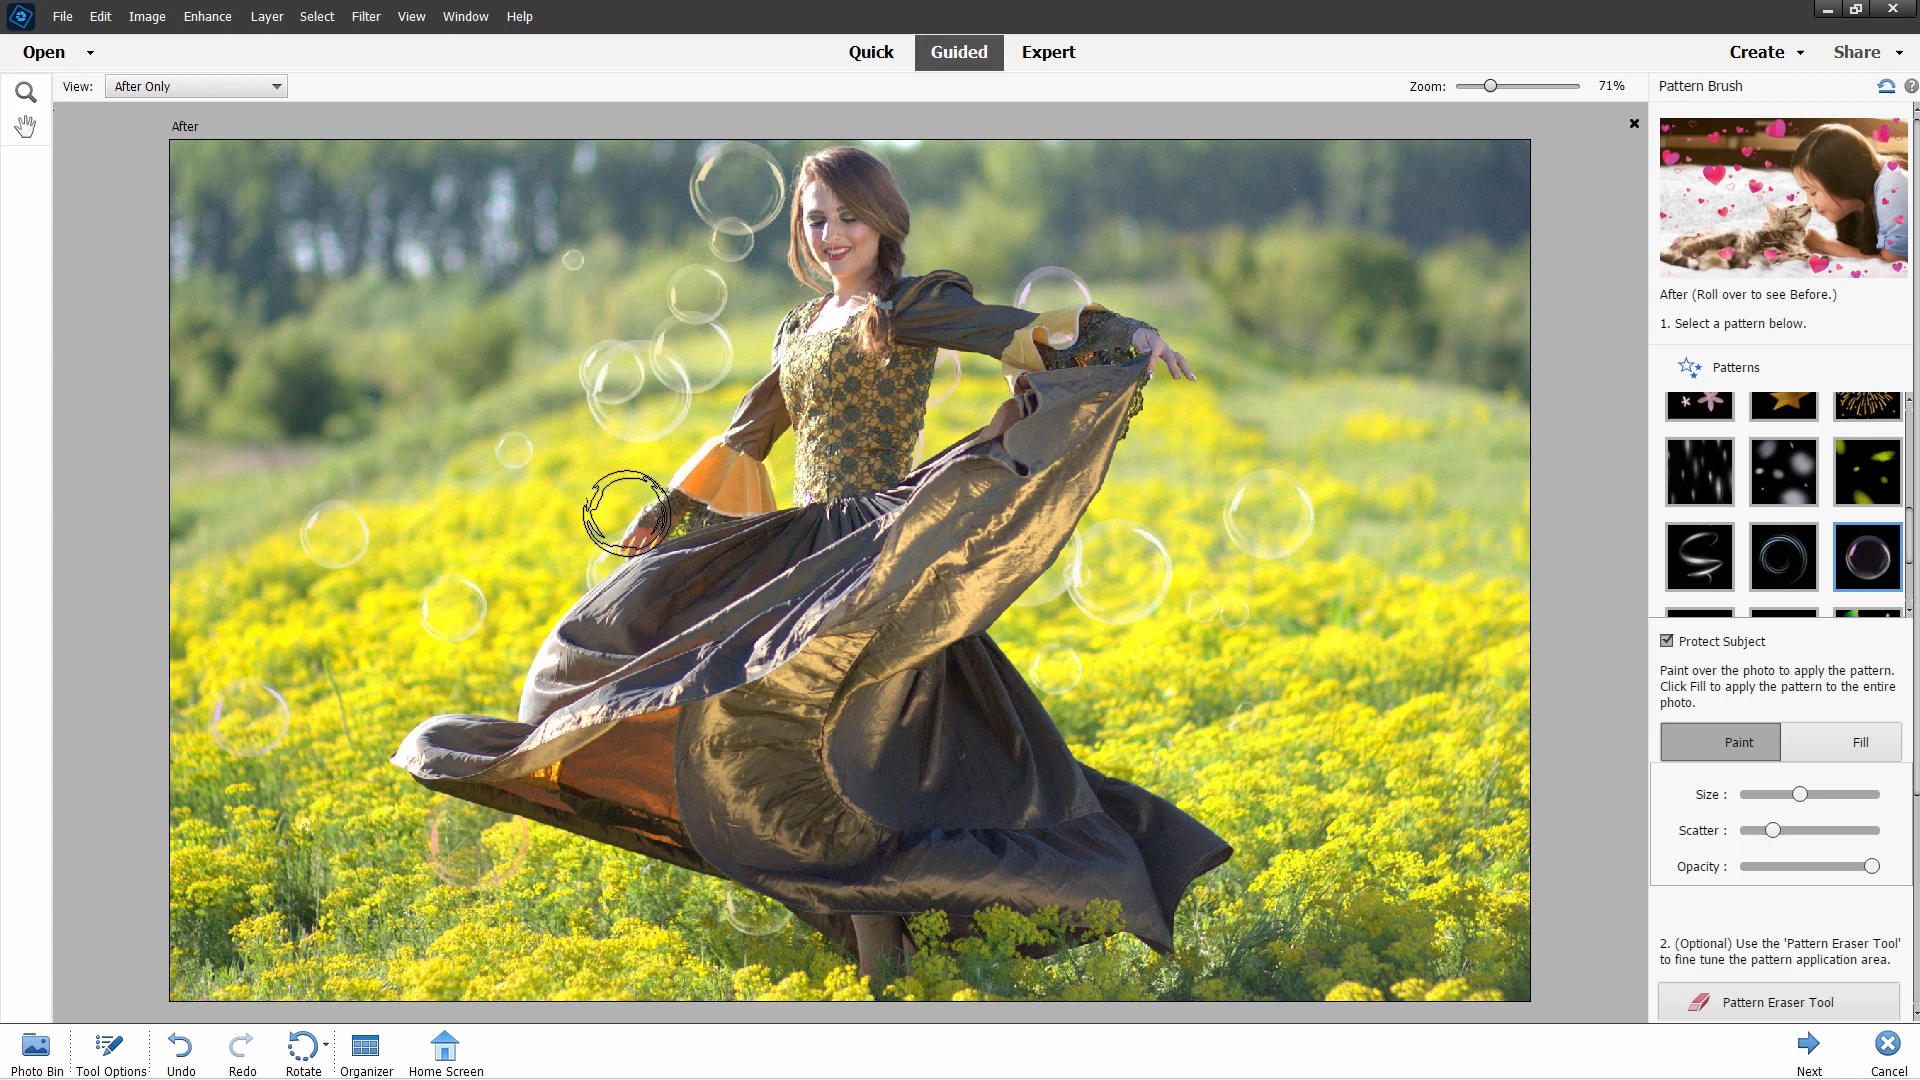 File Edit Image Enhance Layer Select Filter View Window Help
Open Quick Guided Expert Create Share
View: After Only Zoom: 71% Pattern Brush
After
After (Roll over to see Before.)
1. Select a pattern below.
Patterns
Protect Subject
Paint over the photo to apply the pattern.
Click Fill to apply the pattern to the entire
photo.
Paint Fill
Size :
Scatter :
Opacity :
2. (Optional) Use the 'Pattern Eraser Tool'
to fine tune the pattern application area.
Pattern Eraser Tool
Photo Bin Tool Options Undo Redo Rotate Organizer Home Screen Next Cancel